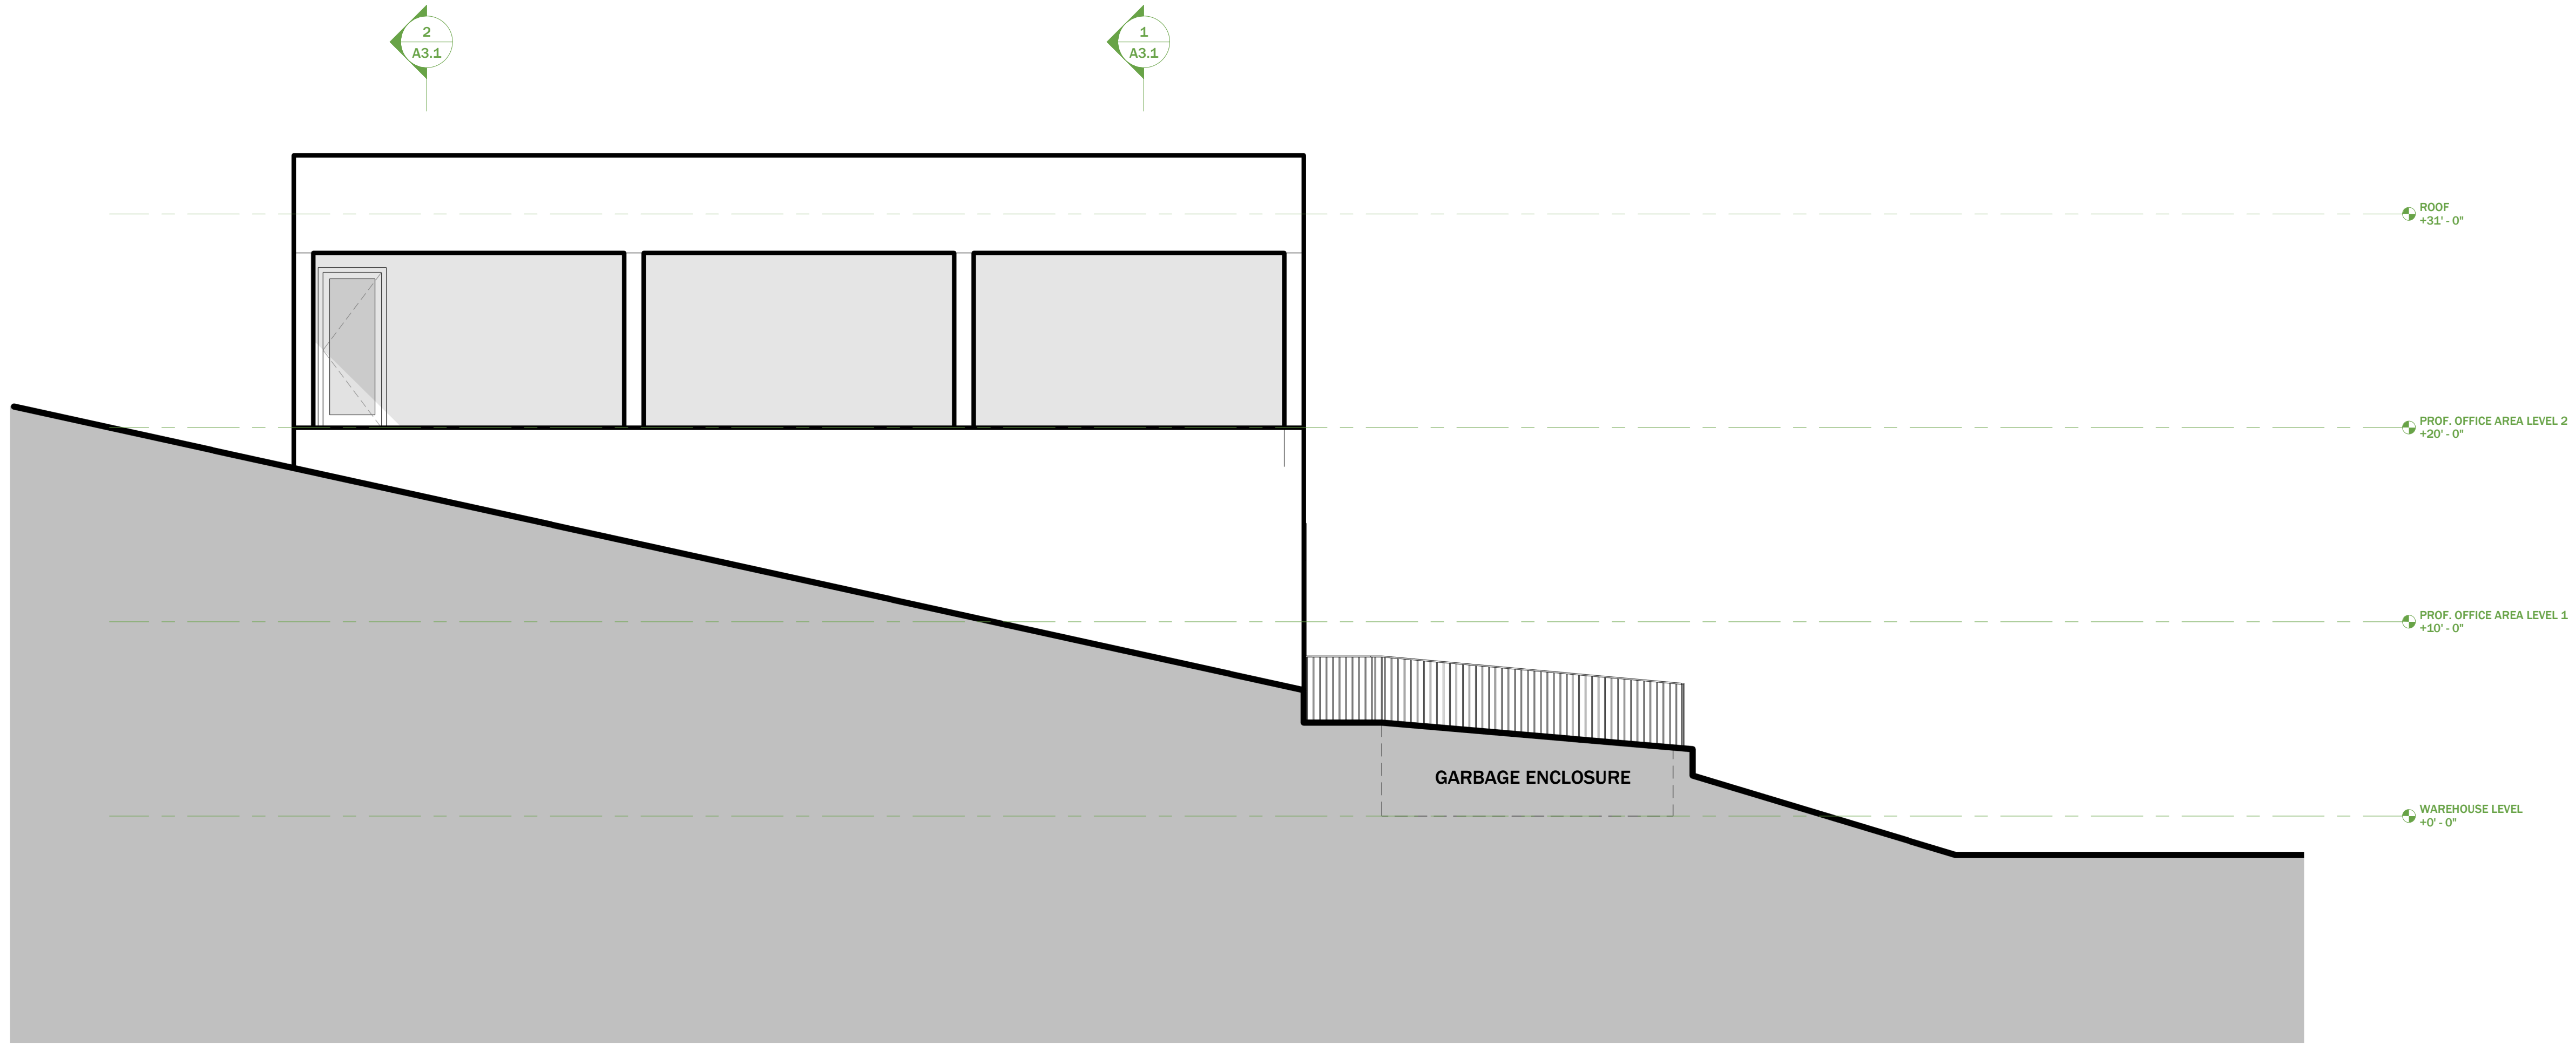 2
A3.1
1
A3.1
ROOF
+31' - 0"
PROF. OFFICE AREA LEVEL 2
+20' - 0"
PROF. OFFICE AREA LEVEL 1
+10' - 0"
GARBAGE ENCLOSURE
WAREHOUSE LEVEL
+0' - 0"